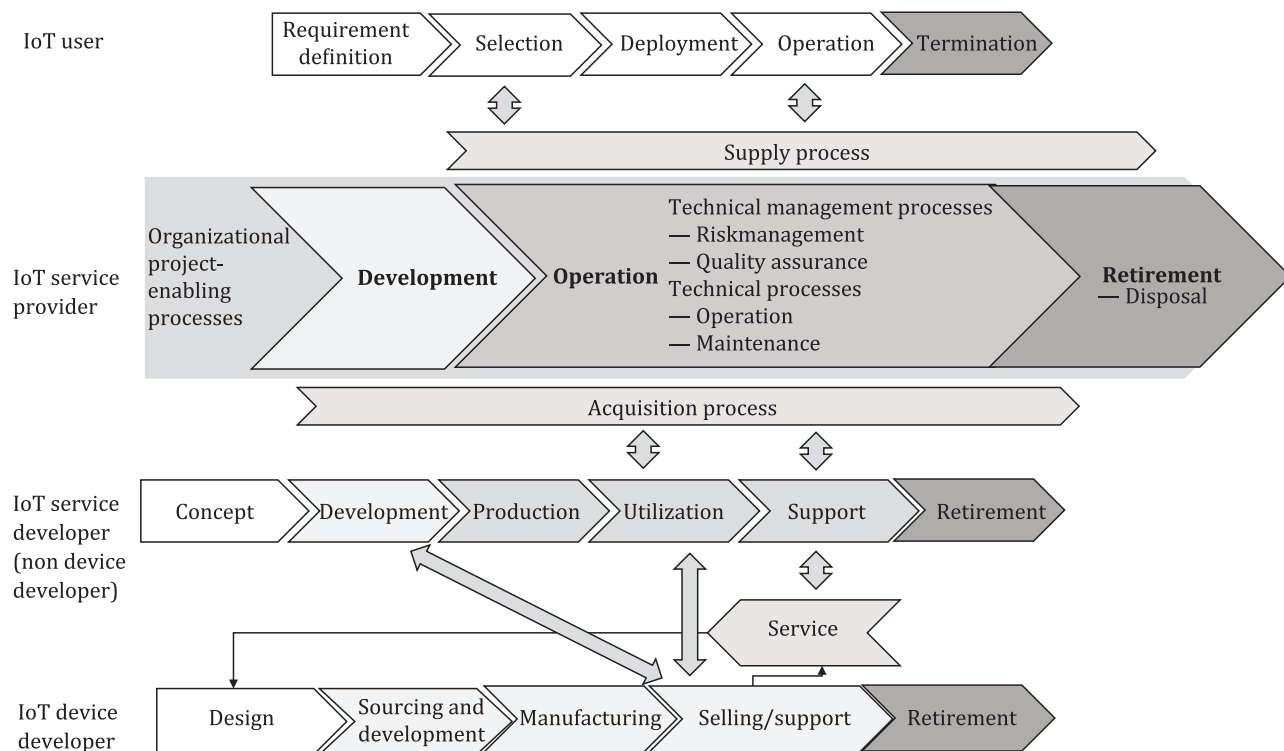 IoT user
Requirement
definition
Selection
Deployment
Operation
Termination
Supply process
IoT service
provider
Organizational
project-
enabling
processes
Development
Operation
Technical management processes
— Riskmanagement
— Quality assurance
Technical processes
— Operation
— Maintenance
Retirement
— Disposal
Acquisition process
IoT service
developer
(non device
developer)
Concept
Development
Production
Utilization
Support
Retirement
Service
IoT device
developer
Design
Sourcing and
development
Manufacturing
Selling/support
Retirement